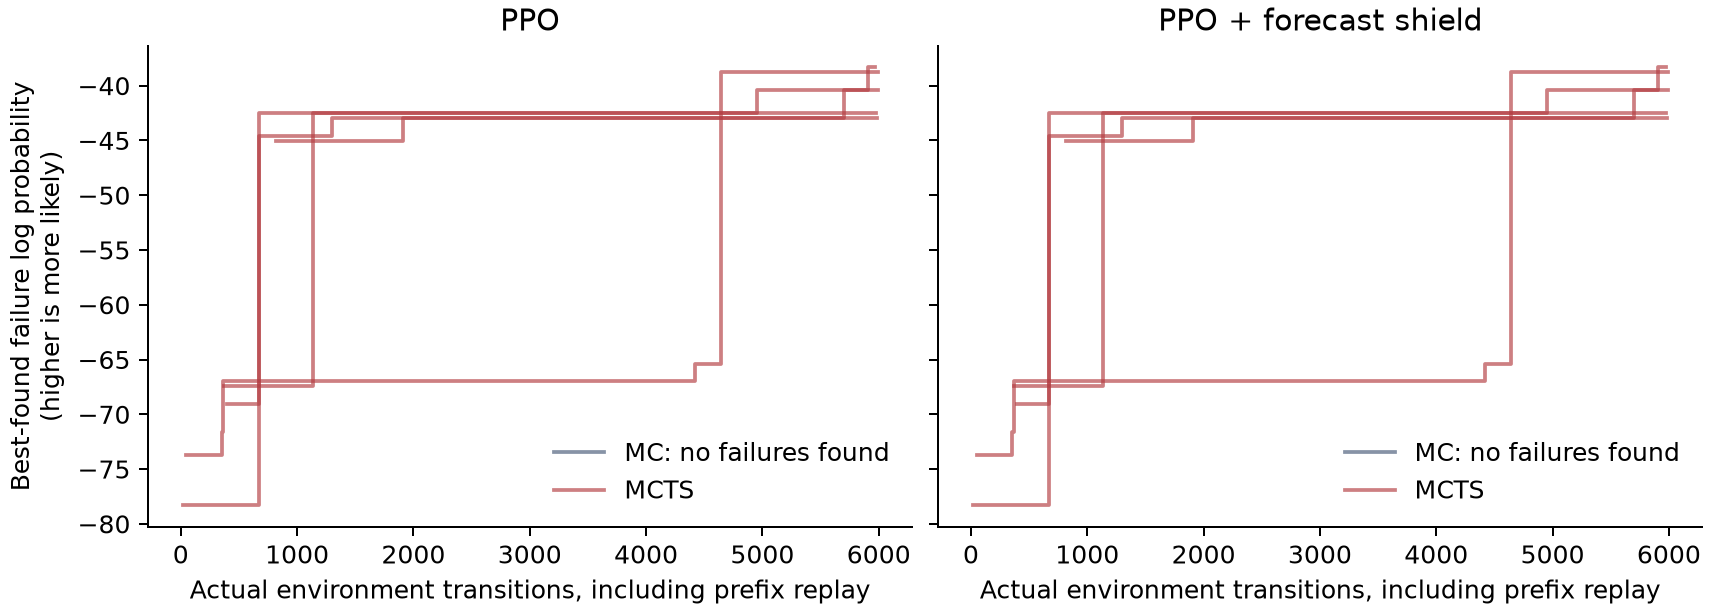 PPO
PPO + forecast shield
Best-found failure log probability
(higher is more likely)
−40
−45
−50
−55
−60
−65
−70
−75
−80
MC: no failures found
MCTS
MC: no failures found
MCTS
0 1000 2000 3000 4000 5000 6000
0 1000 2000 3000 4000 5000 6000
Actual environment transitions, including prefix replay
Actual environment transitions, including prefix replay